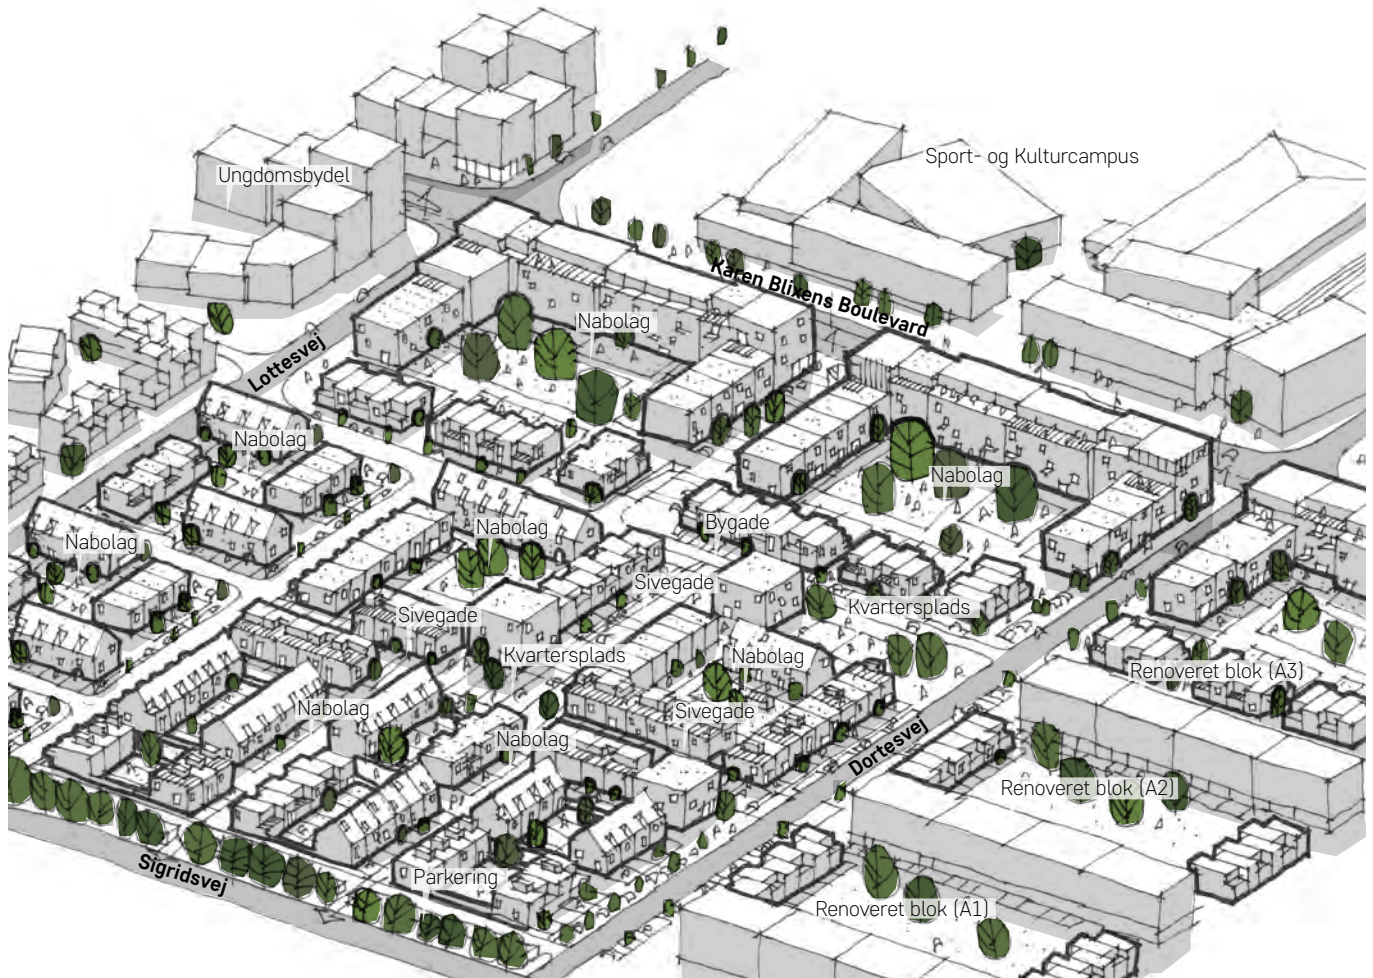 Sport- og Kulturcampus
Ungdomsbydel
Karen Blixens Boulevard
Nabolag
Lottesvej
Nabolag
Nabolag
Bygade
Nabolag
Nabolag
Sivegade
Kvartersplads
Sivegade
Kvartersplads
Nabolag
Renoveret blok (A3)
Nabolag
Sivegade
Nabolag
Dortesvej
Renoveret blok (A2)
Sigridsvej
Parkering
Renoveret blok (A1)